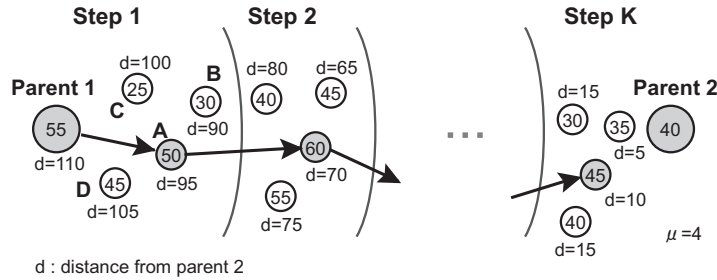 Step 1
Step 2
Step K
Parent 1
55
d=110
d=100
25
C
B
30
d=90
A
50
d=95
D
45
d=105
d=80
40
d=65
45
60
d=70
55
d=75
...
d=15
30
35
d=5
Parent 2
40
45
d=10
40
d=15
μ=4
d : distance from parent 2